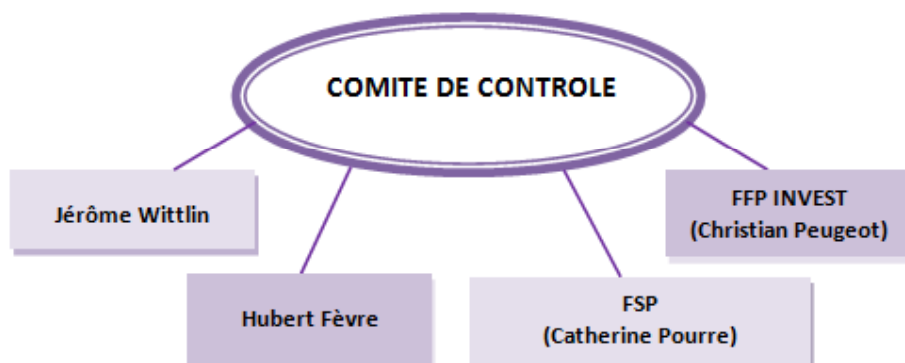 COMITE DE CONTROLE
Jérôme Wittlin
FFP INVEST
(Christian Peugeot)
Hubert Fèvre
FSP
(Catherine Pourre)